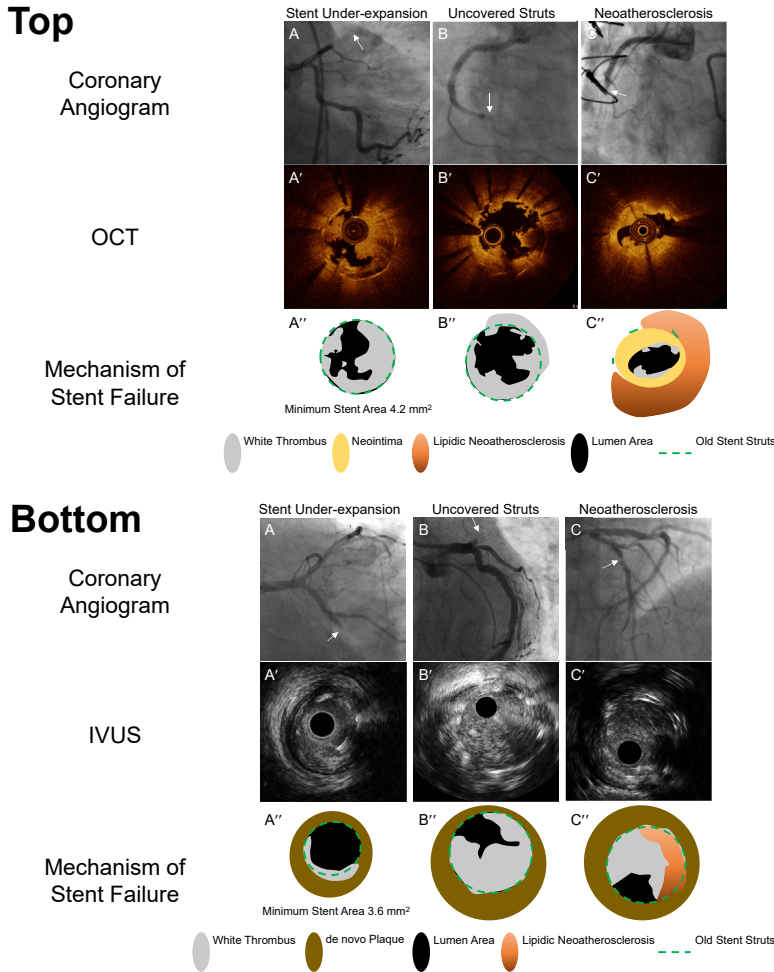 Top
Stent Under-expansion Uncovered Struts Neoatherosclerosis
A B C
Coronary
Angiogram
A′ B′ C′
OCT
A′′ B′′ C′′
Mechanism of
Stent Failure
Minimum Stent Area 4.2 mm²
White Thrombus Neointima Lipidic Neoatherosclerosis Lumen Area Old Stent Struts
Bottom
Stent Under-expansion Uncovered Struts Neoatherosclerosis
A B C
Coronary
Angiogram
A′ B′ C′
IVUS
A′′ B′′ C′′
Mechanism of
Stent Failure
Minimum Stent Area 3.6 mm²
White Thrombus de novo Plaque Lumen Area Lipidic Neoatherosclerosis Old Stent Struts